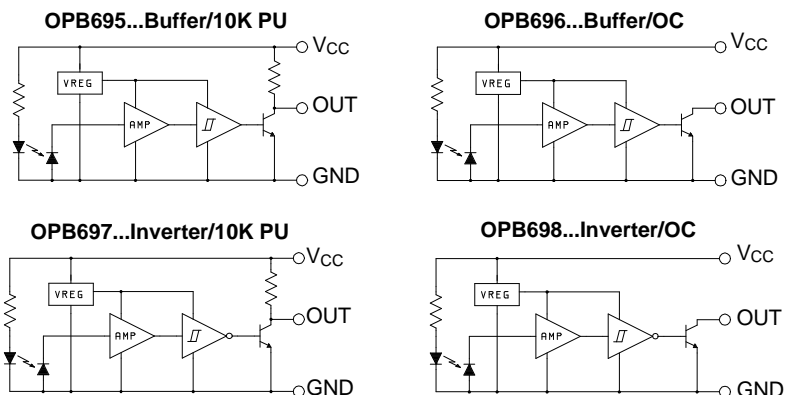 OPB695...Buffer/10K PU
VCC
VREG
OUT
AMP
GND
OPB696...Buffer/OC
VCC
VREG
OUT
AMP
GND
OPB697...Inverter/10K PU
VCC
VREG
OUT
AMP
GND
OPB698...Inverter/OC
VCC
VREG
OUT
AMP
GND